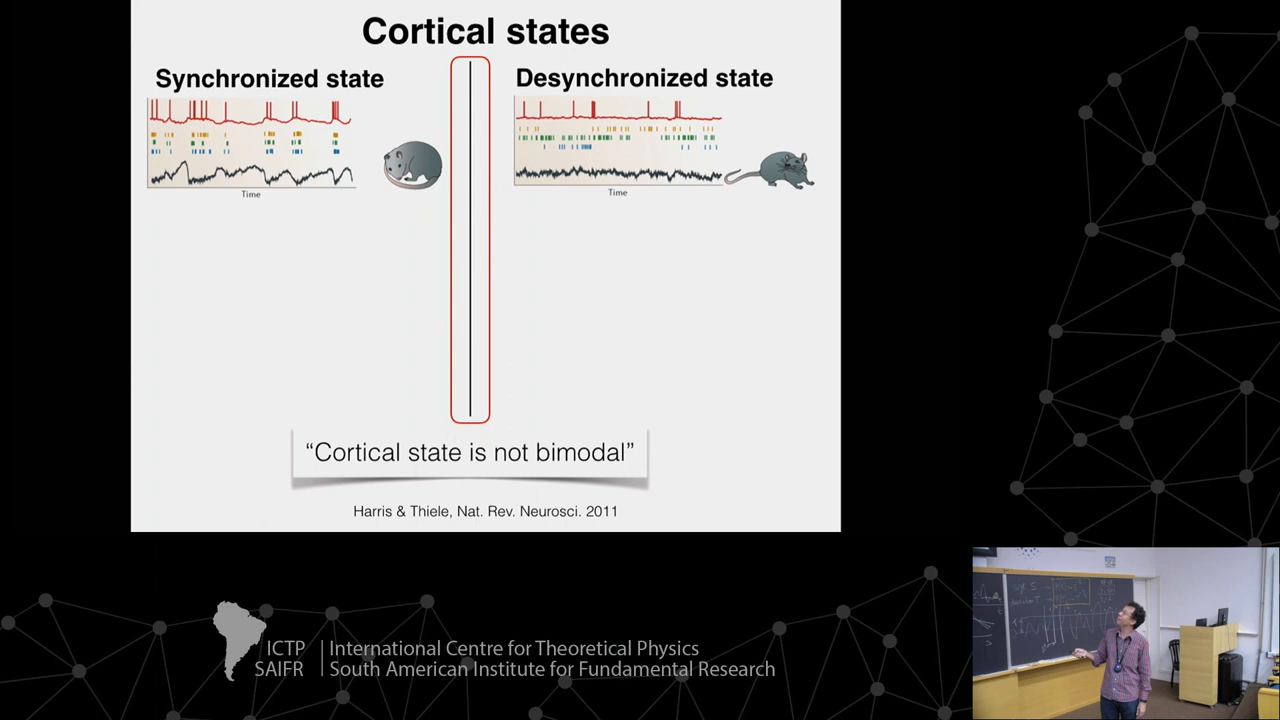 Cortical states
Synchronized state
Desynchronized state
Time
Time
“Cortical state is not bimodal”
Harris & Thiele, Nat. Rev. Neurosci. 2011
ICTP
SAIFR
International Centre for Theoretical Physics
South American Institute for Fundamental Research